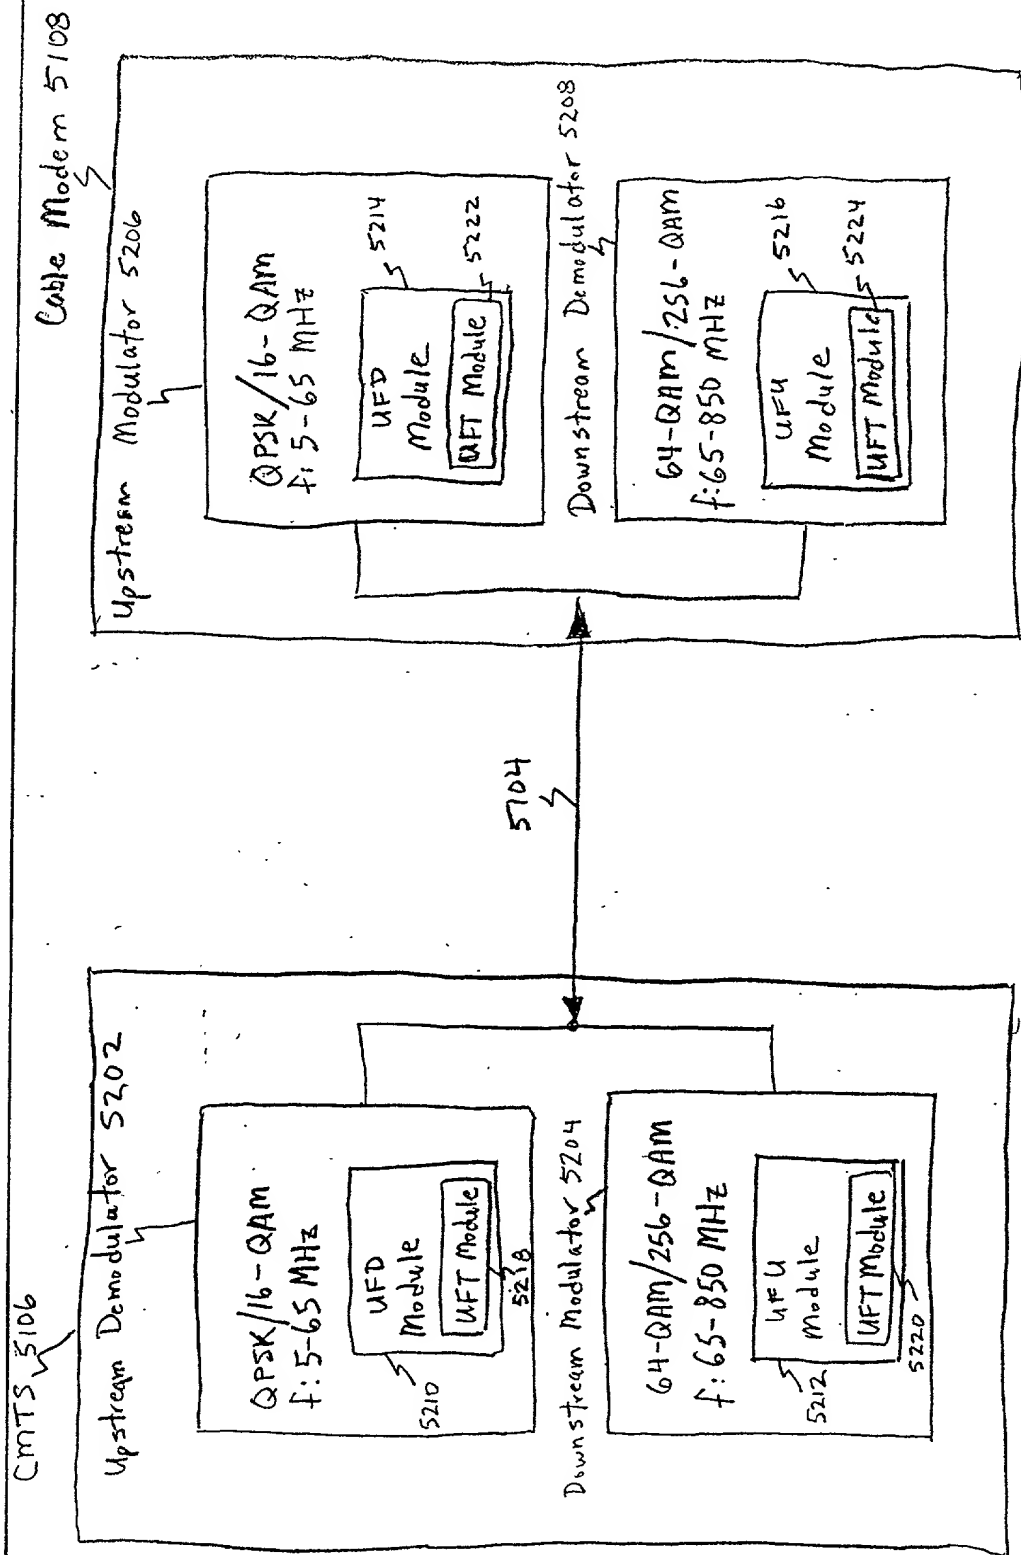 CMTS 5106
Upstream Demodulator 5202
QPSK/16-QAM
f: 5-65 MHz
UFD
Module
UFT Module
5210
5218
Downstream Modulator 5204
64-QAM/256-QAM
f: 65-850 MHz
UFU
Module
UFT Module
5212
5220
5104
Cable Modem 5108
Upstream Modulator 5206
QPSK/16-QAM
f: 5-65 MHz
UFD
Module
UFT Module
5214
5222
Downstream Demodulator 5208
64-QAM/256-QAM
f: 65-850 MHz
UFU
Module
UFT Module
5216
5224